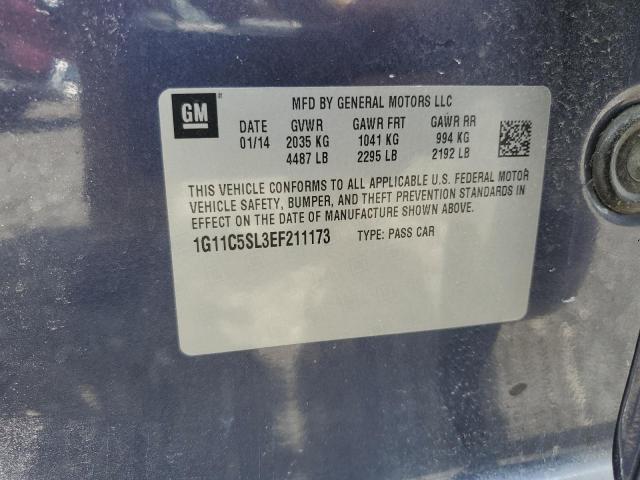 GM
MFD BY GENERAL MOTORS LLC
DATE GVWR GAWR FRT GAWR RR
01/14 2035 KG 1041 KG 994 KG
4487 LB 2295 LB 2192 LB
THIS VEHICLE CONFORMS TO ALL APPLICABLE U.S. FEDERAL MOTOR
VEHICLE SAFETY, BUMPER, AND THEFT PREVENTION STANDARDS IN
EFFECT ON THE DATE OF MANUFACTURE SHOWN ABOVE.
1G11C5SL3EF211173 TYPE: PASS CAR